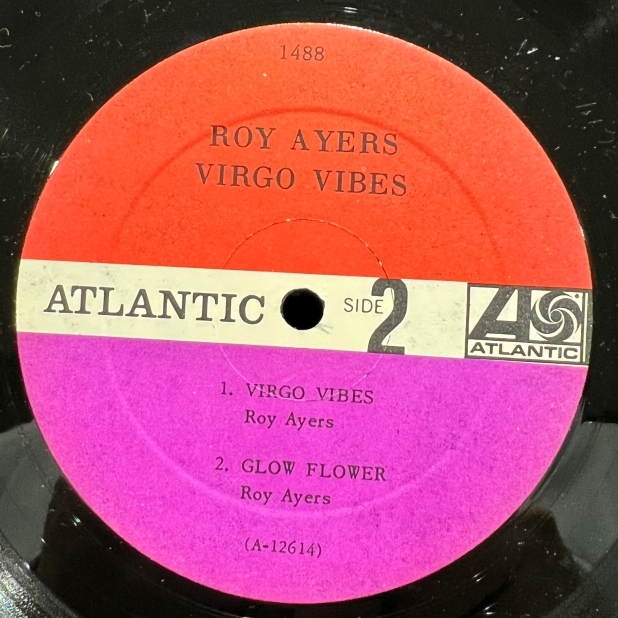 1488
ROY AYERS
VIRGO VIBES
ATLANTIC SIDE 2 ATLANTIC
1. VIRGO VIBES
Roy Ayers
2. GLOW FLOWER
Roy Ayers
(A-12614)